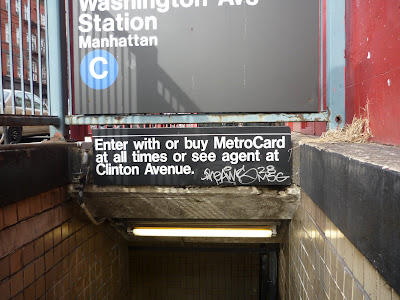 Washington Ave
Station
Manhattan
C
Enter with or buy MetroCard
at all times or see agent at
Clinton Avenue.